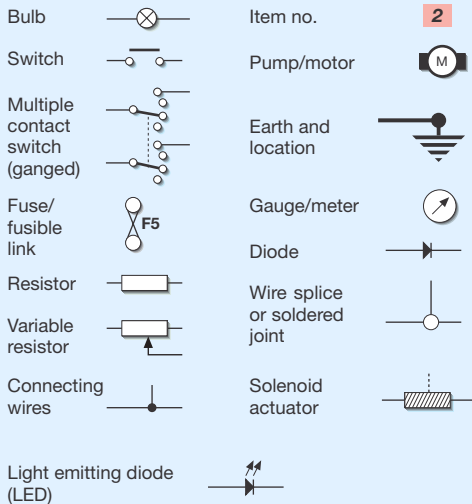 Bulb
Switch
Multiple
contact
switch
(ganged)
Fuse/
fusible
link
F5
Resistor
Variable
resistor
Connecting
wires
Item no.
2
Pump/motor
M
Earth and
location
Gauge/meter
Diode
Wire splice
or soldered
joint
Solenoid
actuator
Light emitting diode
(LED)